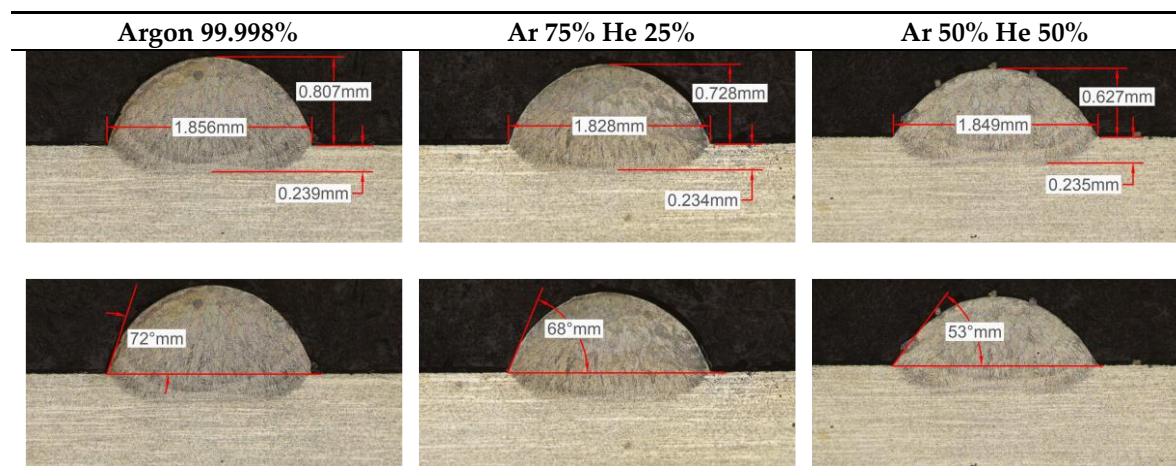 Argon 99.998%
Ar 75% He 25%
Ar 50% He 50%
0.807mm
1.856mm
0.239mm
0.728mm
1.828mm
0.234mm
0.627mm
1.849mm
0.235mm
72°mm
68°mm
53°mm